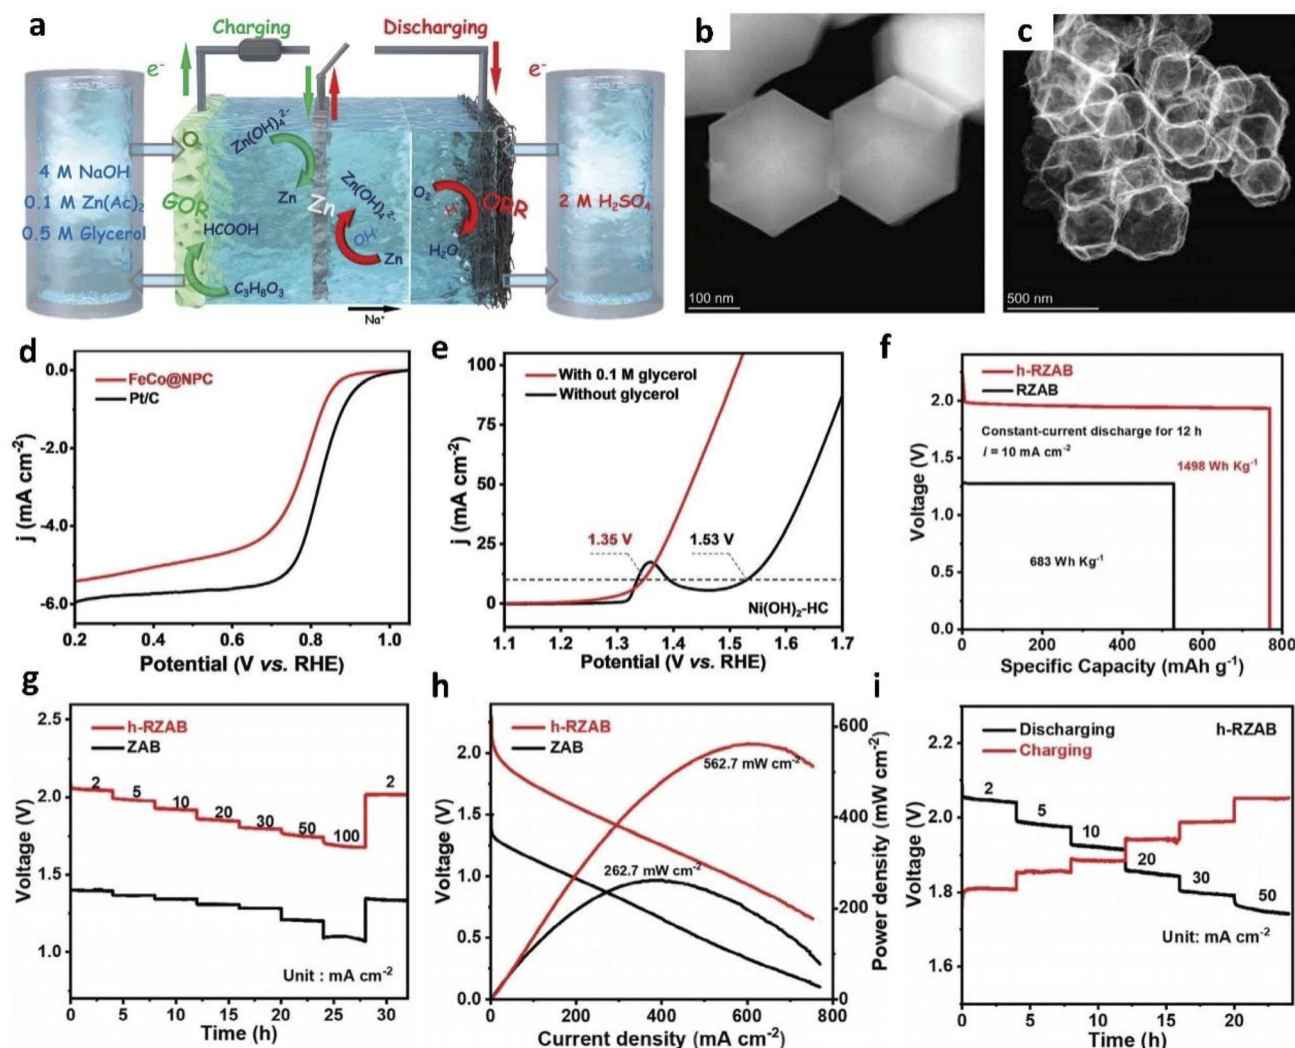 a
Charging
Discharging
e⁻
e⁻
4 M NaOH
0.1 M Zn(Ac)₂
0.5 M Glycerol
GOR
HCOOH
C₃H₈O₃
Zn(OH)₄²⁻
Zn
Zn
Zn(OH)₄²⁻
OH⁻
Zn
O₂
H⁺
H₂O
ORR
2 M H₂SO₄
Na⁺
b
100 nm
c
500 nm
d
FeCo@NPC
Pt/C
j (mA cm⁻²)
0.0
-2.0
-4.0
-6.0
0.2 0.4 0.6 0.8 1.0
Potential (V vs. RHE)
e
With 0.1 M glycerol
Without glycerol
j (mA cm⁻²)
100
75
50
25
0
1.35 V
1.53 V
Ni(OH)₂-HC
1.1 1.2 1.3 1.4 1.5 1.6 1.7
Potential (V vs. RHE)
f
h-RZAB
RZAB
Constant-current discharge for 12 h
I = 10 mA cm⁻²
1498 Wh Kg⁻¹
683 Wh Kg⁻¹
Voltage (V)
2.0
1.5
1.0
0.5
0.0
0 200 400 600 800
Specific Capacity (mAh g⁻¹)
g
h-RZAB
ZAB
Voltage (V)
2.5
2.0
1.5
1.0
2 5 10 20 30 50 100 2
Unit : mA cm⁻²
0 5 10 15 20 25 30
Time (h)
h
h-RZAB
ZAB
Voltage (V)
2.0
1.5
1.0
0.5
0.0
562.7 mW cm⁻²
262.7 mW cm⁻²
600
400
200
0
Power density (mW cm⁻²)
0 200 400 600 800
Current density (mA cm⁻²)
i
Discharging
Charging
h-RZAB
Voltage (V)
2.2
2.0
1.8
1.6
2 5 10 20 30 50
Unit: mA cm⁻²
0 5 10 15 20
Time (h)